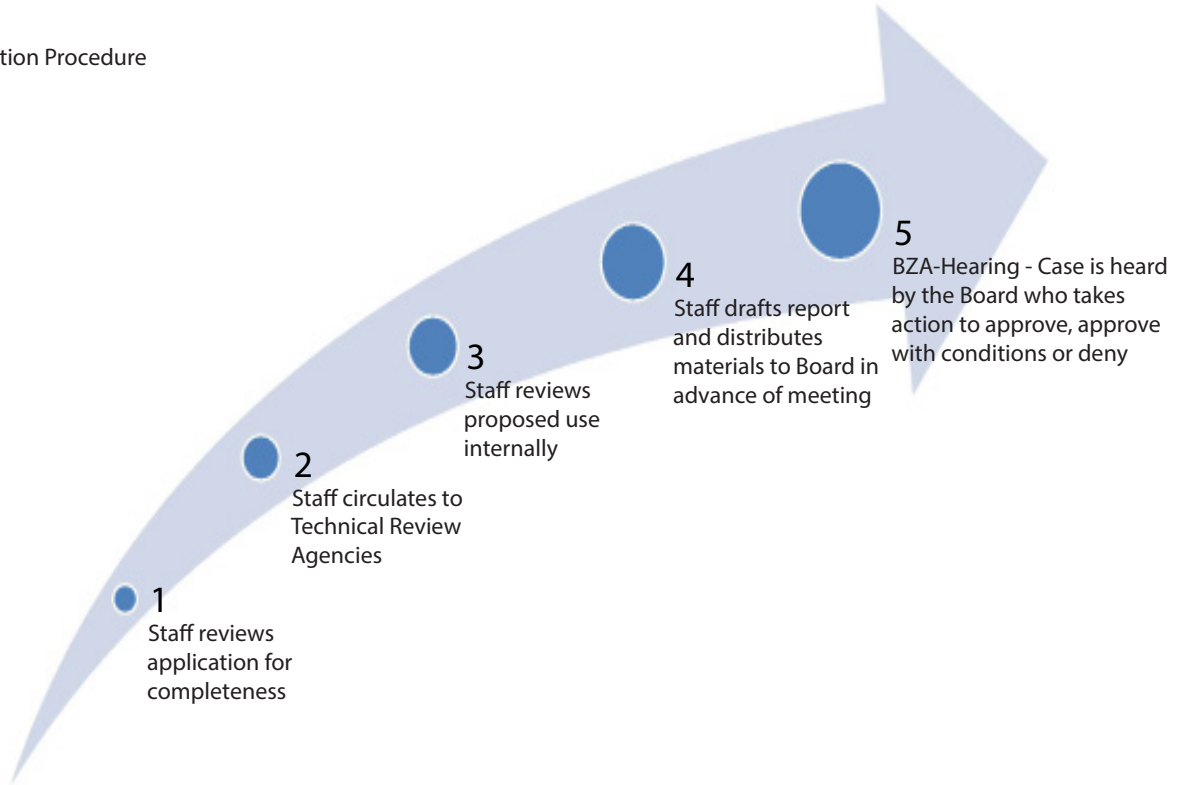 tion Procedure
1
Staff reviews
application for
completeness
2
Staff circulates to
Technical Review
Agencies
3
Staff reviews
proposed use
internally
4
Staff drafts report
and distributes
materials to Board in
advance of meeting
5
BZA-Hearing - Case is heard
by the Board who takes
action to approve, approve
with conditions or deny